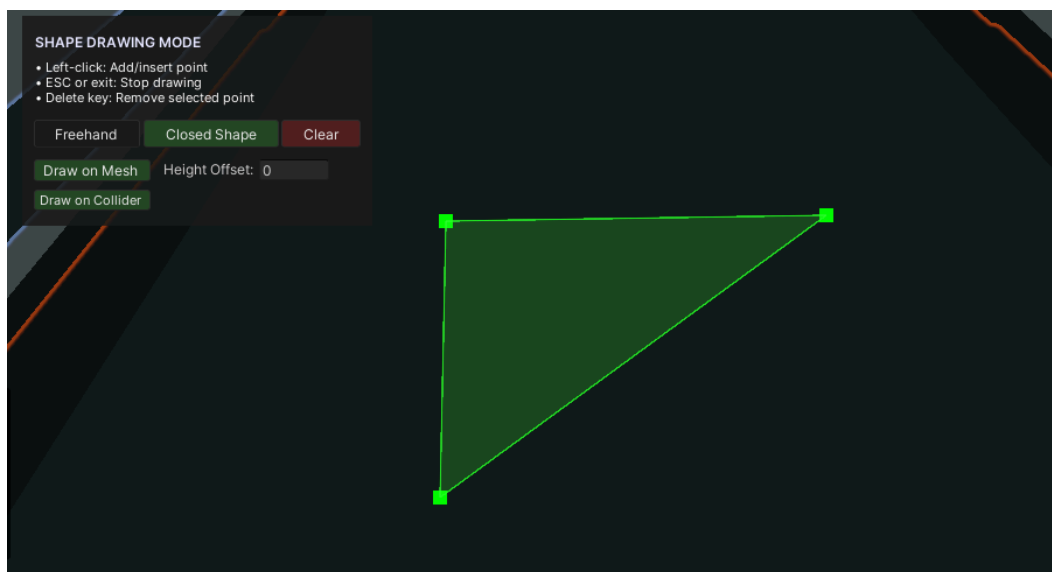 SHAPE DRAWING MODE
• Left-click: Add/insert point
• ESC or exit: Stop drawing
• Delete key: Remove selected point
Freehand Closed Shape Clear
Draw on Mesh Height Offset: 0
Draw on Collider